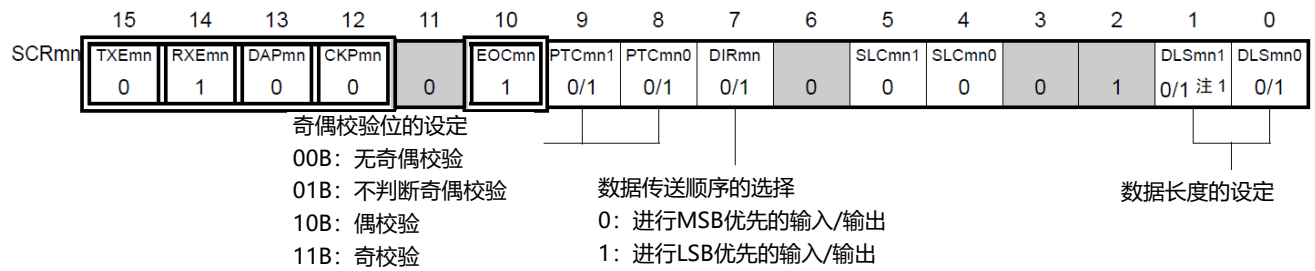 15 14 13 12 11 10 9 8 7 6 5 4 3 2 1 0
SCRmn TXEmn RXEmn DAPmn CKPmn EOCmn PTCmn1 PTCmn0 DIRmn SLCmn1 SLCmn0 DLSmn1 DLSmn0
0 1 0 0 0 1 0/1 0/1 0/1 0 0 0 0 1 0/1 注 1 0/1
奇偶校验位的设定
00B：无奇偶校验
01B：不判断奇偶校验
10B：偶校验
11B：奇校验
数据传送顺序的选择
0：进行MSB优先的输入/输出
1：进行LSB优先的输入/输出
数据长度的设定